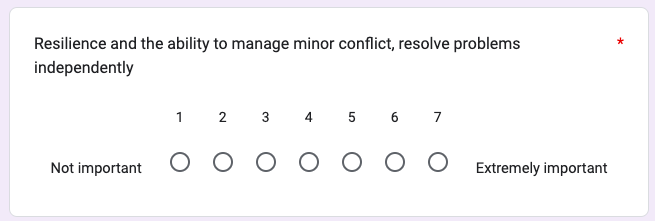 Resilience and the ability to manage minor conflict, resolve problems *
independently
1 2 3 4 5 6 7
Not important Extremely important